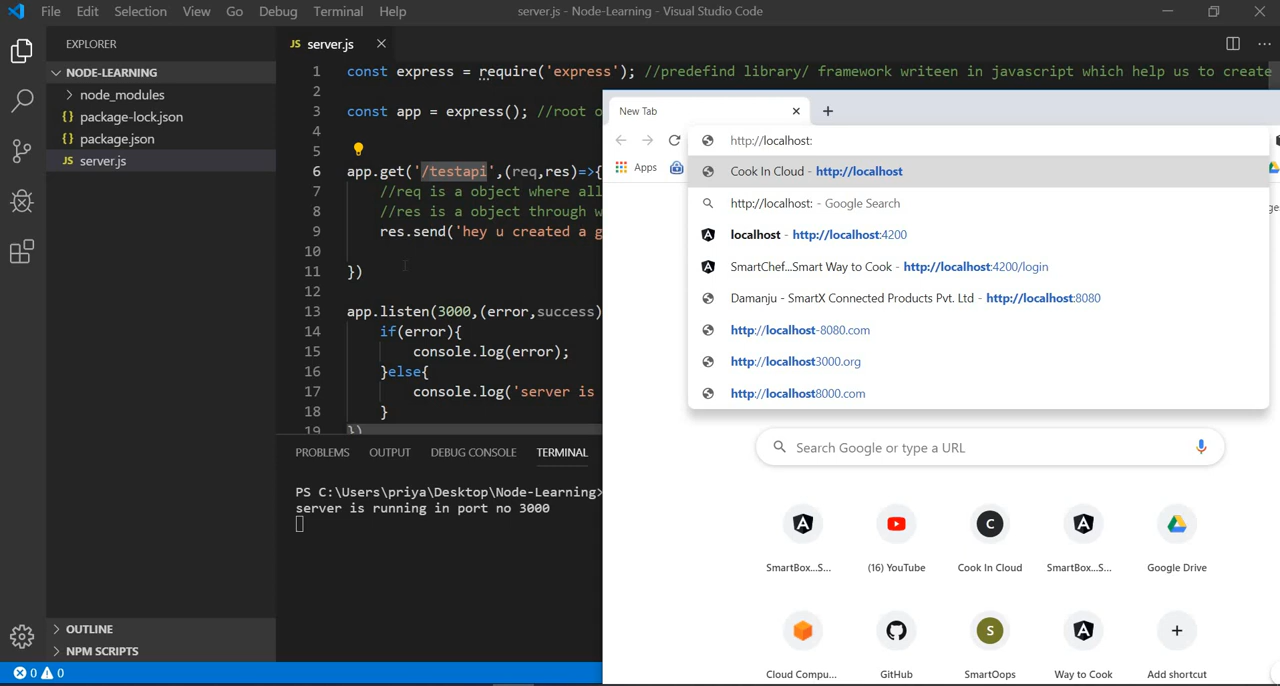 File Edit Selection View Go Debug Terminal Help server.js - Node-Learning - Visual Studio Code
EXPLORER
NODE-LEARNING
node_modules
{} package-lock.json
{} package.json
JS server.js
OUTLINE
NPM SCRIPTS
0 0
JS server.js
1 const express = require('express'); //predefind library/ framework writeen in javascript which help us to create
2
3 const app = express(); //root o
4
5
6 app.get('/testapi',(req,res)=>{
7 //req is a object where all
8 //res is a object through w
9 res.send('hey u created a g
10
11 })
12
13 app.listen(3000,(error,success)
14 if(error){
15 console.log(error);
16 }else{
17 console.log('server is
18 }
19 })
PROBLEMS OUTPUT DEBUG CONSOLE TERMINAL
PS C:\Users\priya\Desktop\Node-Learning>
server is running in port no 3000
New Tab
http://localhost:
Apps
Cook In Cloud - http://localhost
http://localhost: - Google Search
localhost - http://localhost:4200
SmartChef...Smart Way to Cook - http://localhost:4200/login
Damanju - SmartX Connected Products Pvt. Ltd - http://localhost:8080
http://localhost-8080.com
http://localhost3000.org
http://localhost8000.com
Search Google or type a URL
C
SmartBox...S... (16) YouTube Cook In Cloud SmartBox...S... Google Drive
S
Cloud Compu... GitHub SmartOops Way to Cook Add shortcut